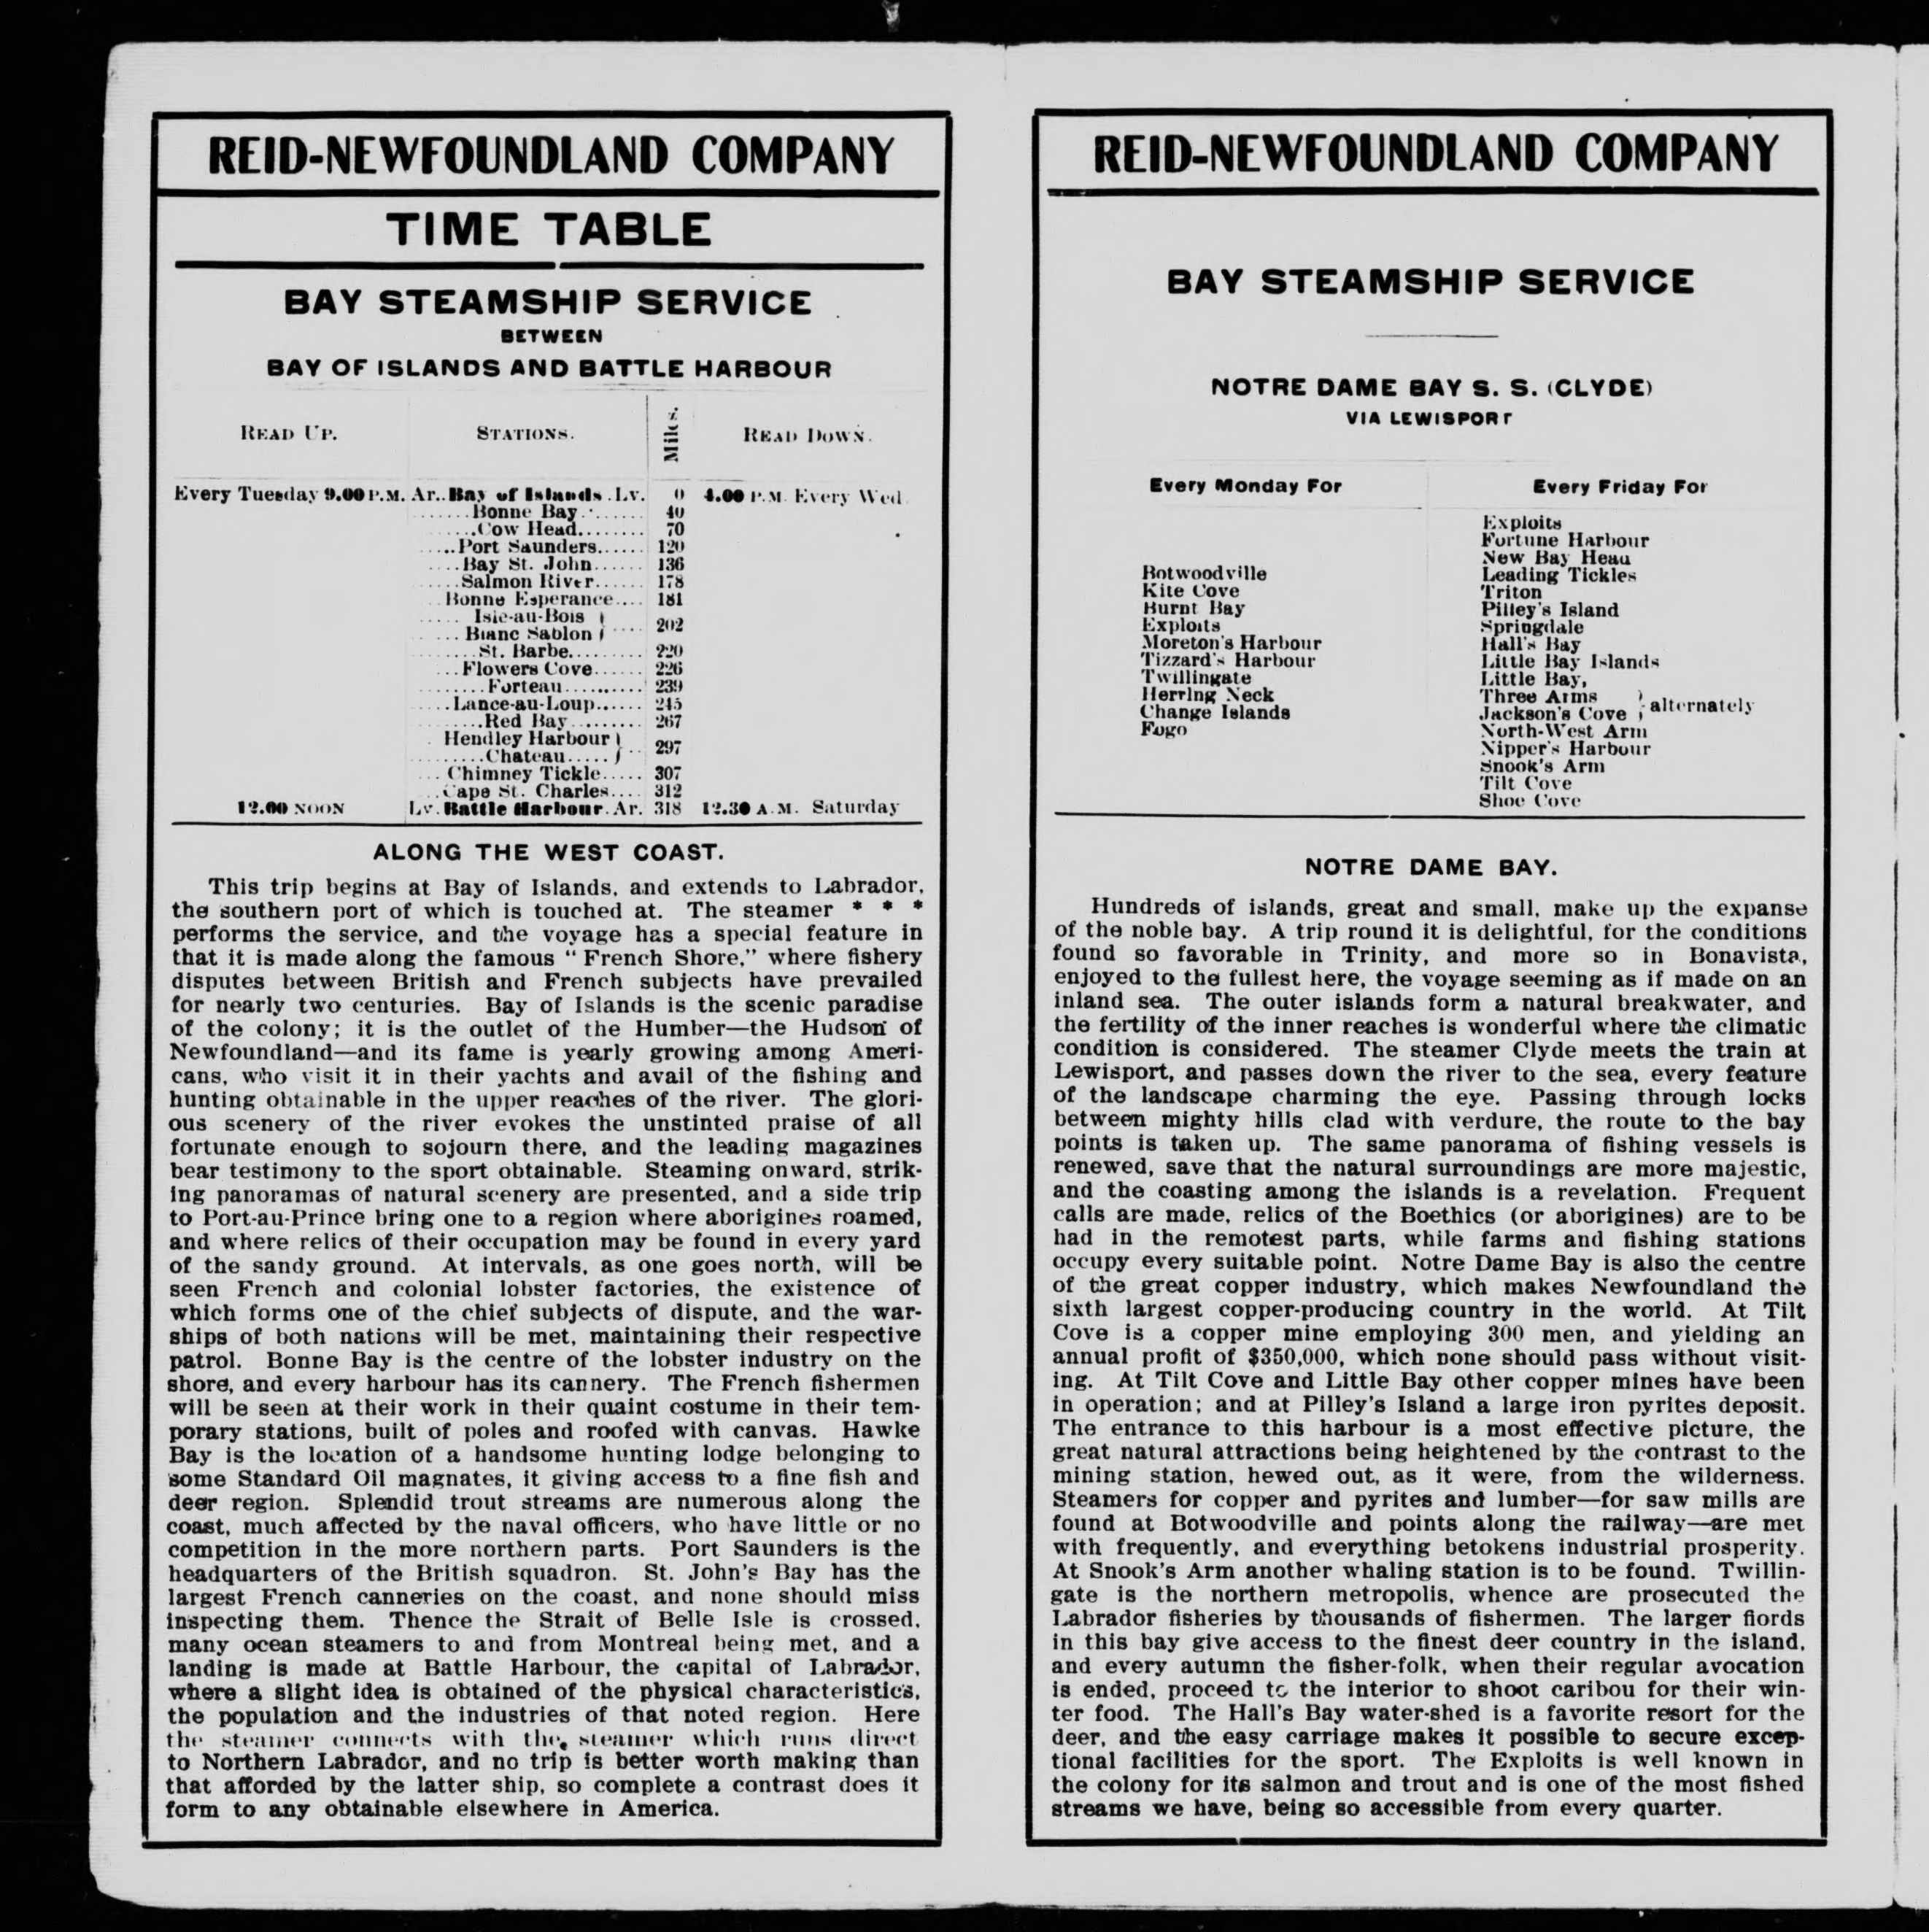 REID-NEWFOUNDLAND COMPANY
TIME TABLE
BAY STEAMSHIP SERVICE
BETWEEN
BAY OF ISLANDS AND BATTLE HARBOUR
READ UP. STATIONS. Miles. READ DOWN.
Every Tuesday 9.00 P.M. Ar..Bay of Islands.Lv. 0 4.00 P.M. Every Wed.
.......Bonne Bay........ 40
......Cow Head........ 70
.....Port Saunders...... 120
....Bay St. John...... 136
.....Salmon River...... 178
..Bonne Esperance.... 181
..... Isle-au-Bois }
.. ... Blanc Sablon } .... 202
........St. Barbe......... 220
...Flowers Cove...... 226
........Forteau.......... 239
....Lance-au-Loup...... 245
.......Red Bay......... 267
. Hendley Harbour }
.........Chateau..... } .. 297
... Chimney Tickle..... 307
..Cape St. Charles.... 312
12.00 NOON Lv.Battle Harbour.Ar. 318 12.30 A.M. Saturday
ALONG THE WEST COAST.
This trip begins at Bay of Islands, and extends to Labrador,
the southern port of which is touched at. The steamer * * *
performs the service, and the voyage has a special feature in
that it is made along the famous "French Shore," where fishery
disputes between British and French subjects have prevailed
for nearly two centuries. Bay of Islands is the scenic paradise
of the colony; it is the outlet of the Humber—the Hudson of
Newfoundland—and its fame is yearly growing among Ameri-
cans, who visit it in their yachts and avail of the fishing and
hunting obtainable in the upper reaches of the river. The glori-
ous scenery of the river evokes the unstinted praise of all
fortunate enough to sojourn there, and the leading magazines
bear testimony to the sport obtainable. Steaming onward, strik-
ing panoramas of natural scenery are presented, and a side trip
to Port-au-Prince bring one to a region where aborigines roamed,
and where relics of their occupation may be found in every yard
of the sandy ground. At intervals, as one goes north, will be
seen French and colonial lobster factories, the existence of
which forms one of the chief subjects of dispute, and the war-
ships of both nations will be met, maintaining their respective
patrol. Bonne Bay is the centre of the lobster industry on the
shore, and every harbour has its cannery. The French fishermen
will be seen at their work in their quaint costume in their tem-
porary stations, built of poles and roofed with canvas. Hawke
Bay is the location of a handsome hunting lodge belonging to
some Standard Oil magnates, it giving access to a fine fish and
deer region. Splendid trout streams are numerous along the
coast, much affected by the naval officers, who have little or no
competition in the more northern parts. Port Saunders is the
headquarters of the British squadron. St. John's Bay has the
largest French canneries on the coast, and none should miss
inspecting them. Thence the Strait of Belle Isle is crossed,
many ocean steamers to and from Montreal being met, and a
landing is made at Battle Harbour, the capital of Labrador,
where a slight idea is obtained of the physical characteristics,
the population and the industries of that noted region. Here
the steamer connects with the steamer which runs direct
to Northern Labrador, and no trip is better worth making than
that afforded by the latter ship, so complete a contrast does it
form to any obtainable elsewhere in America.
REID-NEWFOUNDLAND COMPANY
BAY STEAMSHIP SERVICE
NOTRE DAME BAY S. S. (CLYDE)
VIA LEWISPORT
Every Monday For
Botwoodville
Kite Cove
Burnt Bay
Exploits
Moreton's Harbour
Tizzard's Harbour
Twillingate
Herring Neck
Change Islands
Fogo
Every Friday For
Exploits
Fortune Harbour
New Bay Head
Leading Tickles
Triton
Pilley's Island
Springdale
Hall's Bay
Little Bay Islands
Little Bay,
Three Arms }
Jackson's Cove } alternately
North-West Arm
Nipper's Harbour
Snook's Arm
Tilt Cove
Shoe Cove
NOTRE DAME BAY.
Hundreds of islands, great and small, make up the expanse
of the noble bay. A trip round it is delightful, for the conditions
found so favorable in Trinity, and more so in Bonavista,
enjoyed to the fullest here, the voyage seeming as if made on an
inland sea. The outer islands form a natural breakwater, and
the fertility of the inner reaches is wonderful where the climatic
condition is considered. The steamer Clyde meets the train at
Lewisport, and passes down the river to the sea, every feature
of the landscape charming the eye. Passing through locks
between mighty hills clad with verdure, the route to the bay
points is taken up. The same panorama of fishing vessels is
renewed, save that the natural surroundings are more majestic,
and the coasting among the islands is a revelation. Frequent
calls are made, relics of the Boethics (or aborigines) are to be
had in the remotest parts, while farms and fishing stations
occupy every suitable point. Notre Dame Bay is also the centre
of the great copper industry, which makes Newfoundland the
sixth largest copper-producing country in the world. At Tilt
Cove is a copper mine employing 300 men, and yielding an
annual profit of $350,000, which none should pass without visit-
ing. At Tilt Cove and Little Bay other copper mines have been
in operation; and at Pilley's Island a large iron pyrites deposit.
The entrance to this harbour is a most effective picture, the
great natural attractions being heightened by the contrast to the
mining station, hewed out, as it were, from the wilderness.
Steamers for copper and pyrites and lumber—for saw mills are
found at Botwoodville and points along the railway—are met
with frequently, and everything betokens industrial prosperity.
At Snook's Arm another whaling station is to be found. Twillin-
gate is the northern metropolis, whence are prosecuted the
Labrador fisheries by thousands of fishermen. The larger fiords
in this bay give access to the finest deer country in the island,
and every autumn the fisher-folk, when their regular avocation
is ended, proceed to the interior to shoot caribou for their win-
ter food. The Hall's Bay water-shed is a favorite resort for the
deer, and the easy carriage makes it possible to secure excep-
tional facilities for the sport. The Exploits is well known in
the colony for its salmon and trout and is one of the most fished
streams we have, being so accessible from every quarter.